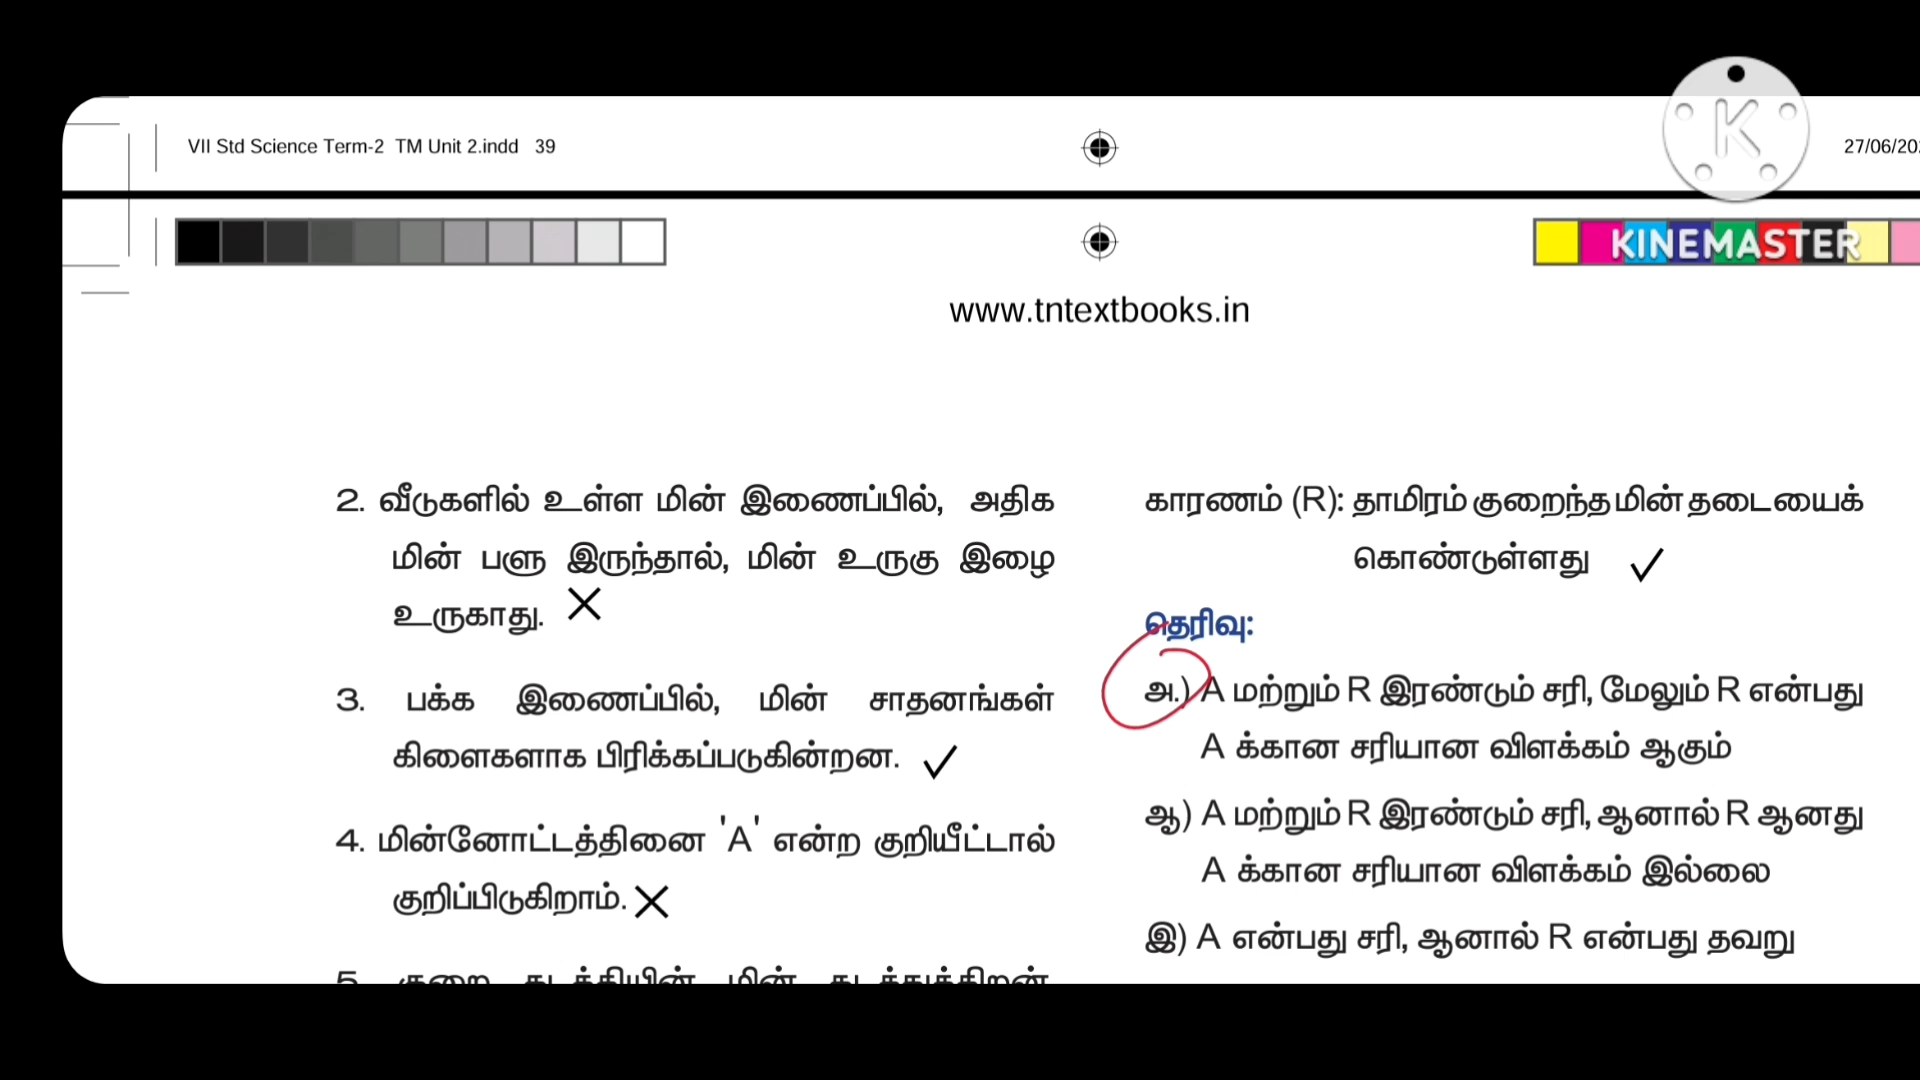 VII Std Science Term-2 TM Unit 2.indd 39
27/06/20
K
KINEMASTER
www.tntextbooks.in
2. வீடுகளில் உள்ள மின் இணைப்பில், அதிக
மின் பளு இருந்தால், மின் உருகு இழை
உருகாது.
3. பக்க இணைப்பில், மின் சாதனங்கள்
கிளைகளாக பிரிக்கப்படுகின்றன.
4. மின்னோட்டத்தினை 'A' என்ற குறியீட்டால்
குறிப்பிடுகிறாம்.
காரணம் (R): தாமிரம் குறைந்த மின் தடையைக்
கொண்டுள்ளது
தெரிவு:
அ.) A மற்றும் R இரண்டும் சரி, மேலும் R என்பது
A க்கான சரியான விளக்கம் ஆகும்
ஆ) A மற்றும் R இரண்டும் சரி, ஆனால் R ஆனது
A க்கான சரியான விளக்கம் இல்லை
இ) A என்பது சரி, ஆனால் R என்பது தவறு